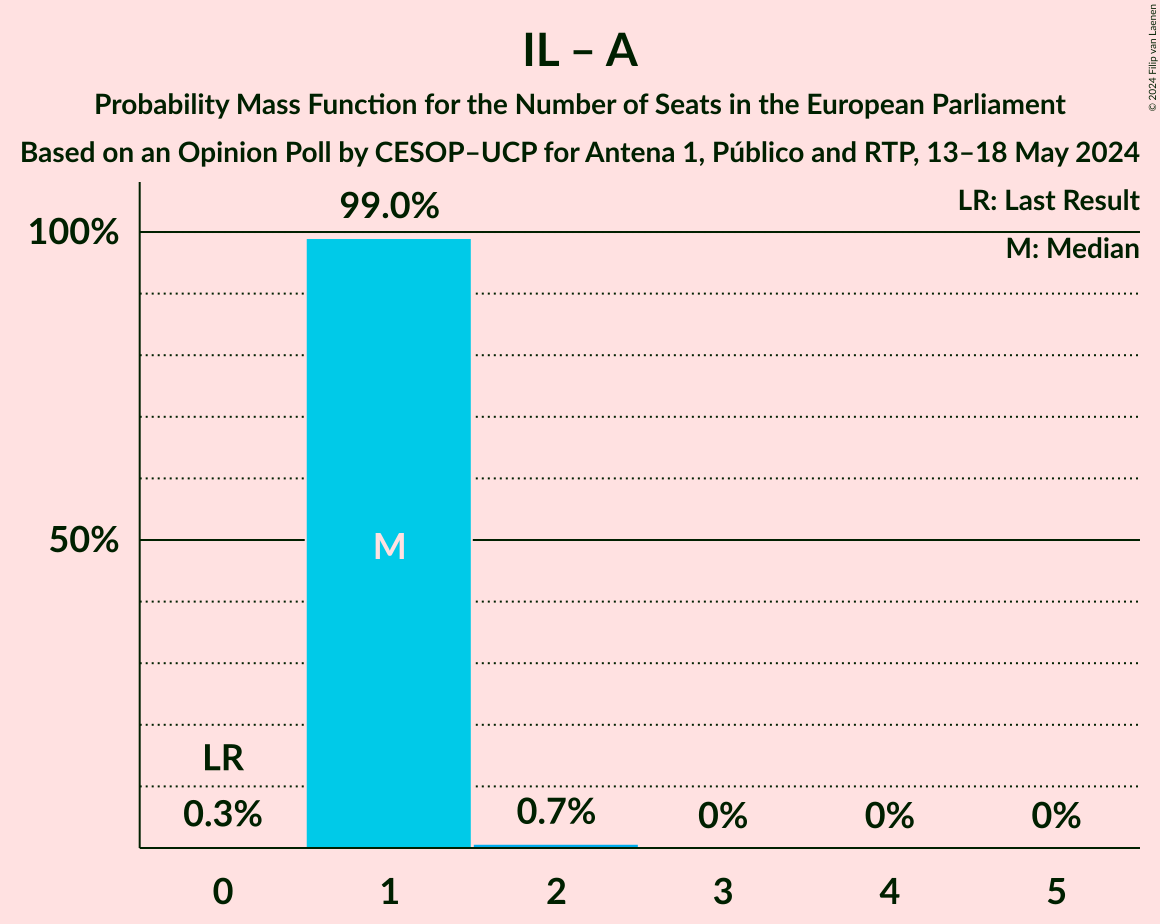 IL – A
Probability Mass Function for the Number of Seats in the European Parliament
Based on an Opinion Poll by CESOP–UCP for Antena 1, Público and RTP, 13–18 May 2024
© 2024 Filip van Laenen
LR: Last Result
M: Median
99.0%
100%
50%
M
LR
0.3%
0.7%
0%
0%
0%
0
1
2
3
4
5